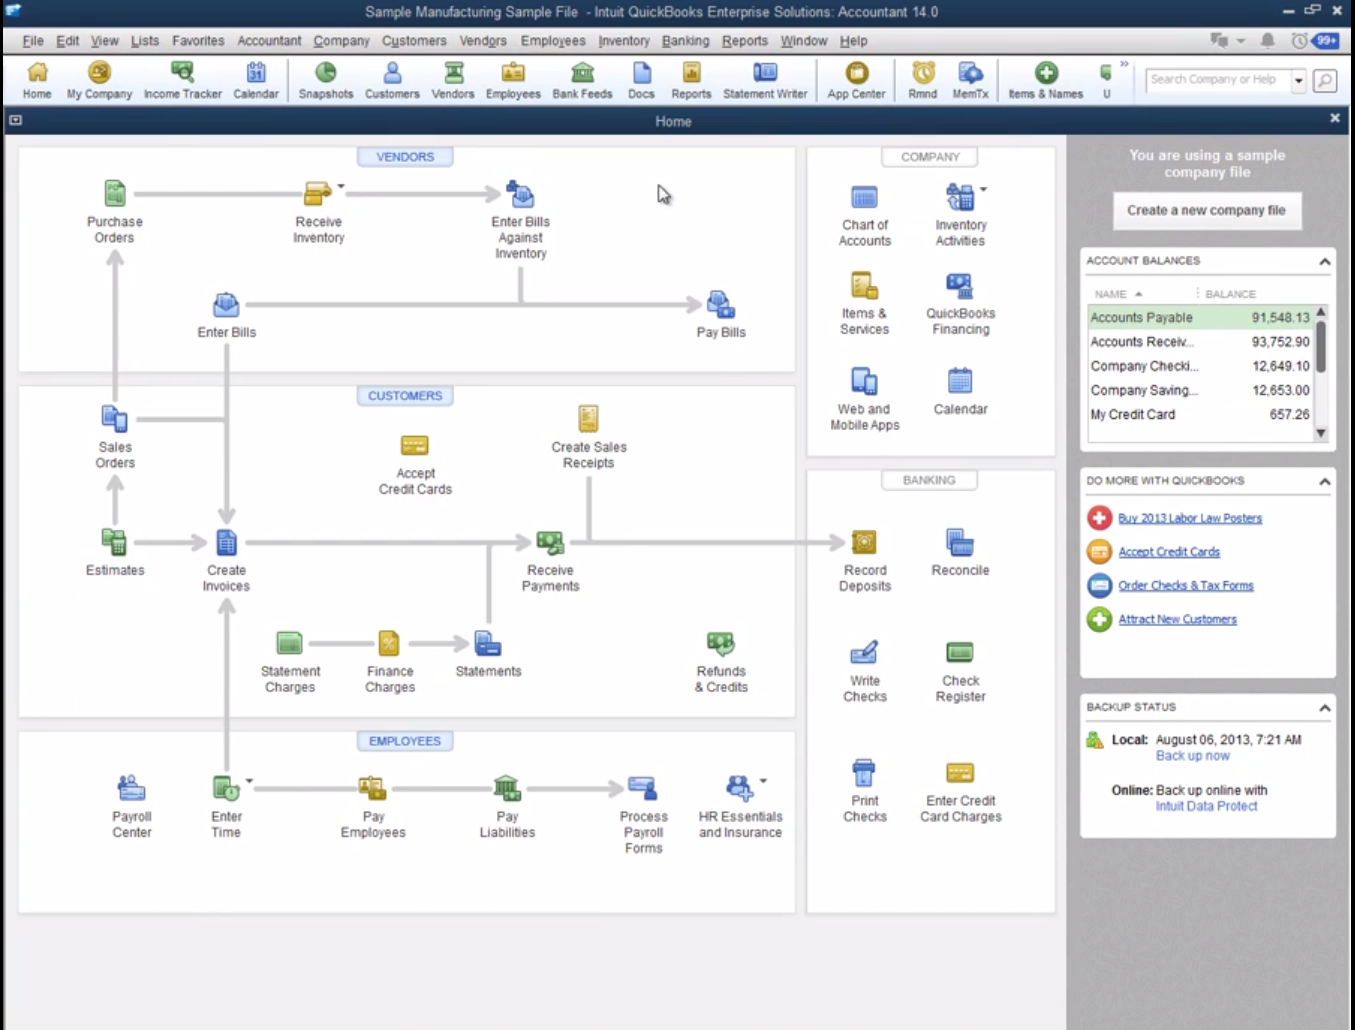 Sample Manufacturing Sample File - Intuit QuickBooks Enterprise Solutions: Accountant 14.0
File Edit View Lists Favorites Accountant Company Customers Vendors Employees Inventory Banking Reports Window Help
99+
Home My Company Income Tracker Calendar Snapshots Customers Vendors Employees Bank Feeds Docs Reports Statement Writer App Center Rmnd MemTx Items & Names U
»
Search Company or Help
Home
VENDORS
Purchase
Orders
Receive
Inventory
Enter Bills
Against
Inventory
Enter Bills
Pay Bills
CUSTOMERS
Sales
Orders
Accept
Credit Cards
Create Sales
Receipts
Estimates
Create
Invoices
Receive
Payments
Statement
Charges
Finance
Charges
Statements
Refunds
& Credits
EMPLOYEES
Payroll
Center
Enter
Time
Pay
Employees
Pay
Liabilities
Process
Payroll
Forms
HR Essentials
and Insurance
COMPANY
Chart of
Accounts
Inventory
Activities
Items &
Services
QuickBooks
Financing
Web and
Mobile Apps
Calendar
BANKING
Record
Deposits
Reconcile
Write
Checks
Check
Register
Print
Checks
Enter Credit
Card Charges
You are using a sample
company file
Create a new company file
ACCOUNT BALANCES
NAME BALANCE
Accounts Payable 91,548.13
Accounts Receiv... 93,752.90
Company Checki... 12,649.10
Company Saving... 12,653.00
My Credit Card 657.26
DO MORE WITH QUICKBOOKS
Buy 2013 Labor Law Posters
Accept Credit Cards
Order Checks & Tax Forms
Attract New Customers
BACKUP STATUS
Local: August 06, 2013, 7:21 AM
Back up now
Online: Back up online with
Intuit Data Protect